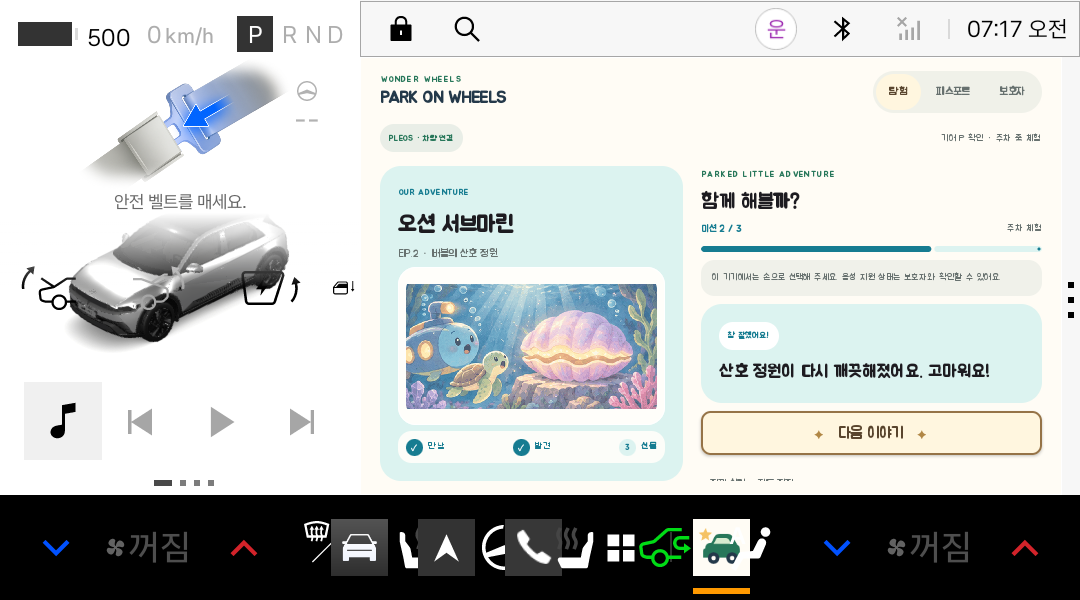 500
0 km/h
P R N D
안전 벨트를 매세요.
운
07:17 오전
WONDER WHEELS
PARK ON WHEELS
탐험
패스포트
보호자
PLEOS · 차량 연결
기어 P 확인 · 주차 중 체험
OUR ADVENTURE
오션 서브마린
EP.2 · 버블의 산호 정원
만남
발견
3 선물
PARKED LITTLE ADVENTURE
함께 해볼까?
미션 2 / 3
주차 체험
이 기기에서는 손으로 선택해 주세요. 음성 지원 상태는 보호자와 확인할 수 있어요.
참 잘했어요!
산호 정원이 다시 깨끗해졌어요. 고마워요!
다음 이야기
꺼짐
꺼짐